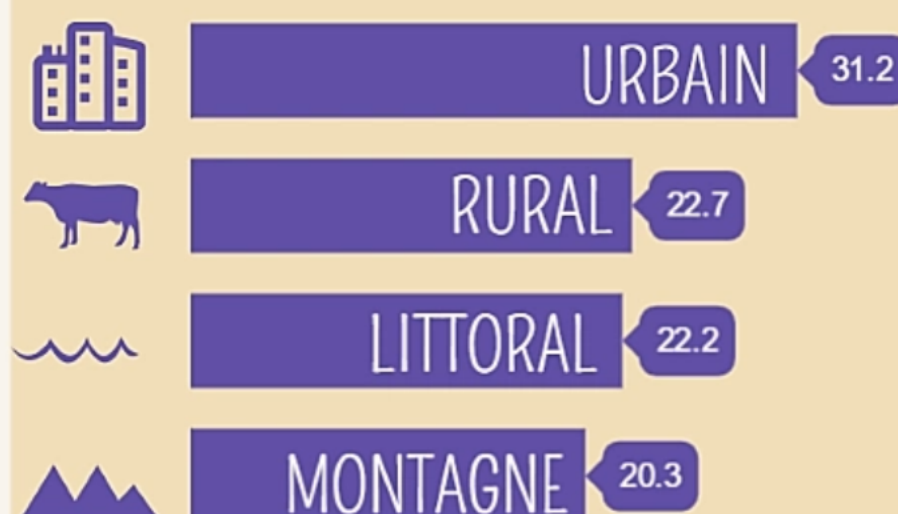 URBAIN 31.2
RURAL 22.7
LITTORAL 22.2
MONTAGNE 20.3